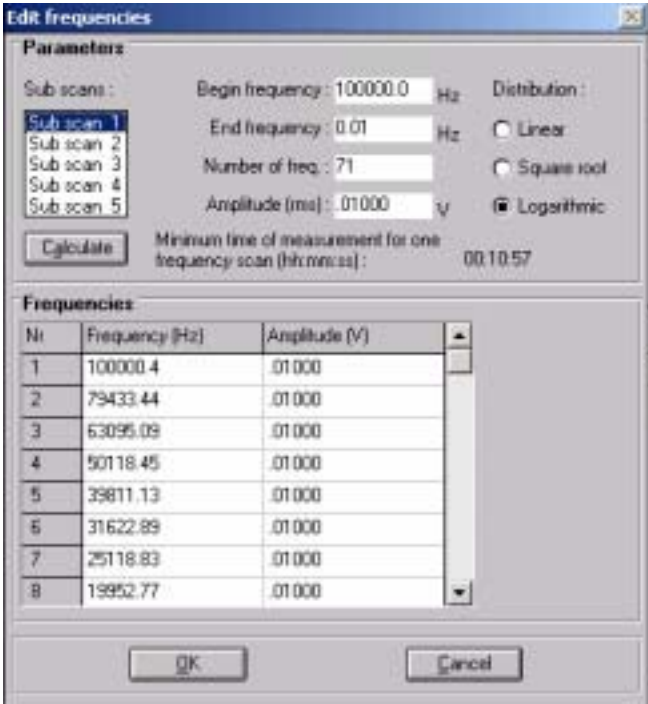 Edit frequencies
Parameters
Sub scans :
Sub scan 1
Sub scan 2
Sub scan 3
Sub scan 4
Sub scan 5
Calculate
Begin frequency : 100000.0 Hz
End frequency : 0.01 Hz
Number of freq. : 71
Amplitude (rms) : .01000 V
Distribution :
Linear
Square root
Logarithmic
Minimum time of measurement for one
frequency scan (hh:mm:ss) : 00:10:57
Frequencies
Nr Frequency (Hz) Amplitude (V)
1 100000.4 .01000
2 79433.44 .01000
3 63095.09 .01000
4 50118.45 .01000
5 39811.13 .01000
6 31622.89 .01000
7 25118.83 .01000
8 19952.77 .01000
OK Cancel